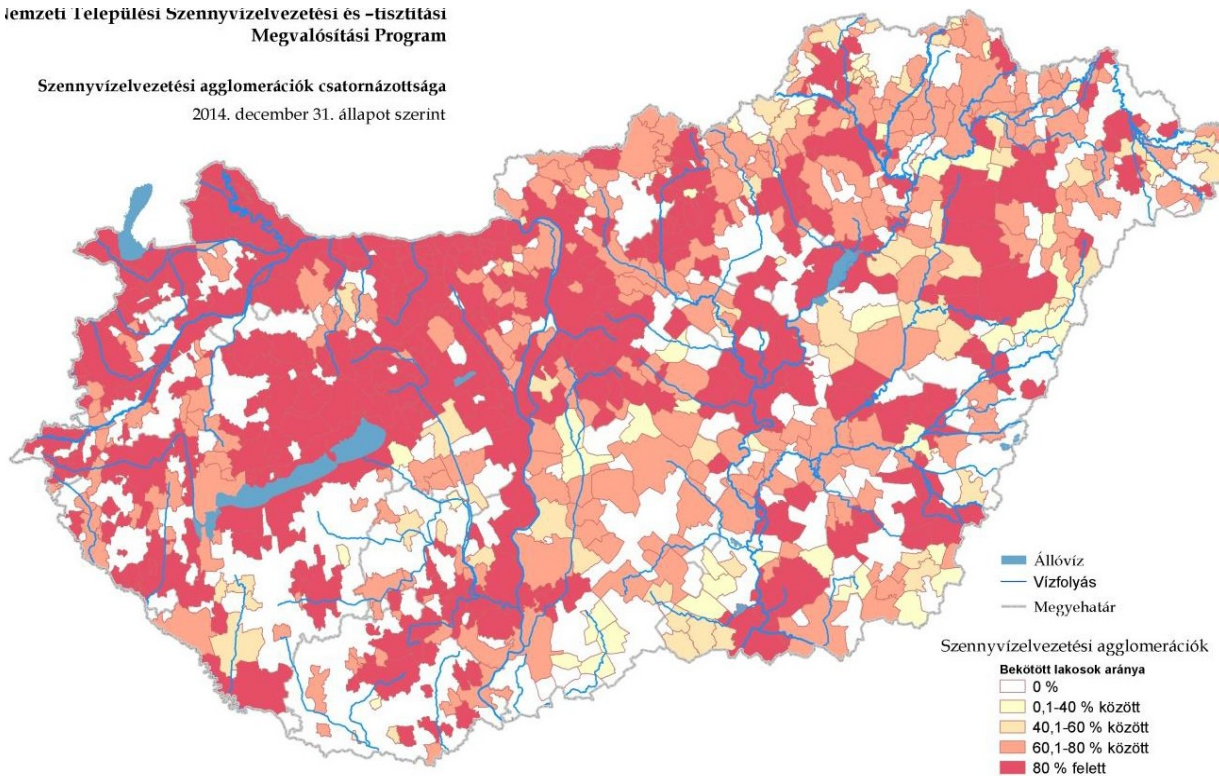 Települési Szennyvízelvezetési és –tisztítási
Megvalósítási Program
Szennyvízelvezetési agglomerációk csatornázottsága
2014. december 31. állapot szerint
Állóvíz
Vízfolyás
Megyehatár
Szennyvízelvezetési agglomerációk
Bekötött lakosok aránya
0 %
0,1-40 % között
40,1-60 % között
60,1-80 % között
80 % felett